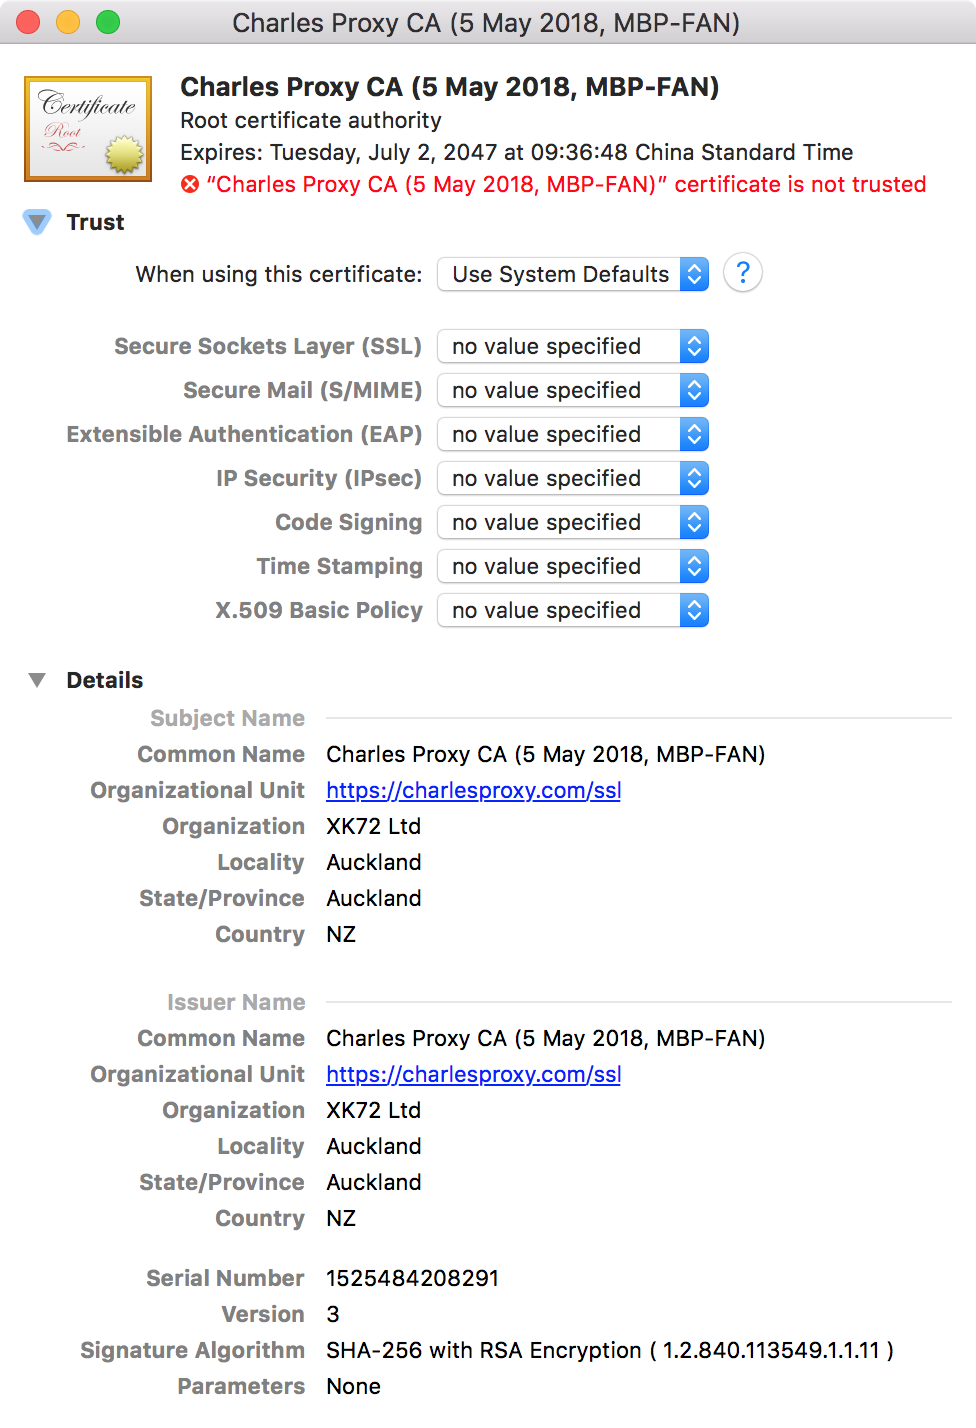 Charles Proxy CA (5 May 2018, MBP-FAN)
Certificate
Root
Charles Proxy CA (5 May 2018, MBP-FAN)
Root certificate authority
Expires: Tuesday, July 2, 2047 at 09:36:48 China Standard Time
“Charles Proxy CA (5 May 2018, MBP-FAN)” certificate is not trusted
Trust
When using this certificate: Use System Defaults ?
Secure Sockets Layer (SSL) no value specified
Secure Mail (S/MIME) no value specified
Extensible Authentication (EAP) no value specified
IP Security (IPsec) no value specified
Code Signing no value specified
Time Stamping no value specified
X.509 Basic Policy no value specified
Details
Subject Name
Common Name Charles Proxy CA (5 May 2018, MBP-FAN)
Organizational Unit https://charlesproxy.com/ssl
Organization XK72 Ltd
Locality Auckland
State/Province Auckland
Country NZ
Issuer Name
Common Name Charles Proxy CA (5 May 2018, MBP-FAN)
Organizational Unit https://charlesproxy.com/ssl
Organization XK72 Ltd
Locality Auckland
State/Province Auckland
Country NZ
Serial Number 1525484208291
Version 3
Signature Algorithm SHA-256 with RSA Encryption ( 1.2.840.113549.1.1.11 )
Parameters None